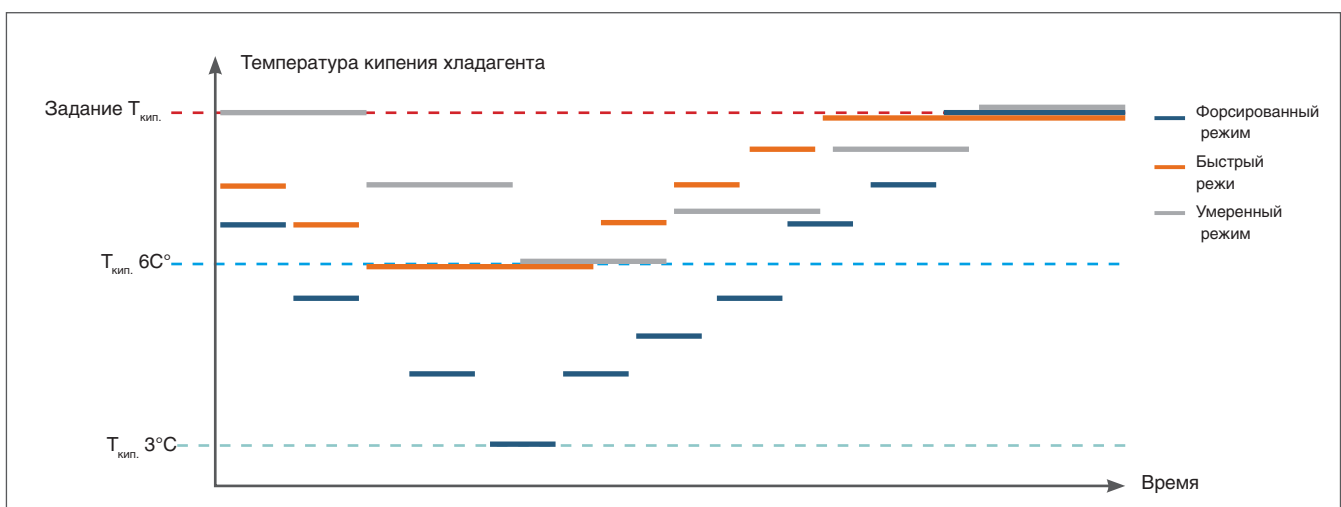 Температура кипения хладагента
Задание Ткип.
Форсированный
режим
Быстрый
режи
Умеренный
режим
Ткип. 6С°
Ткип. 3°С
Время